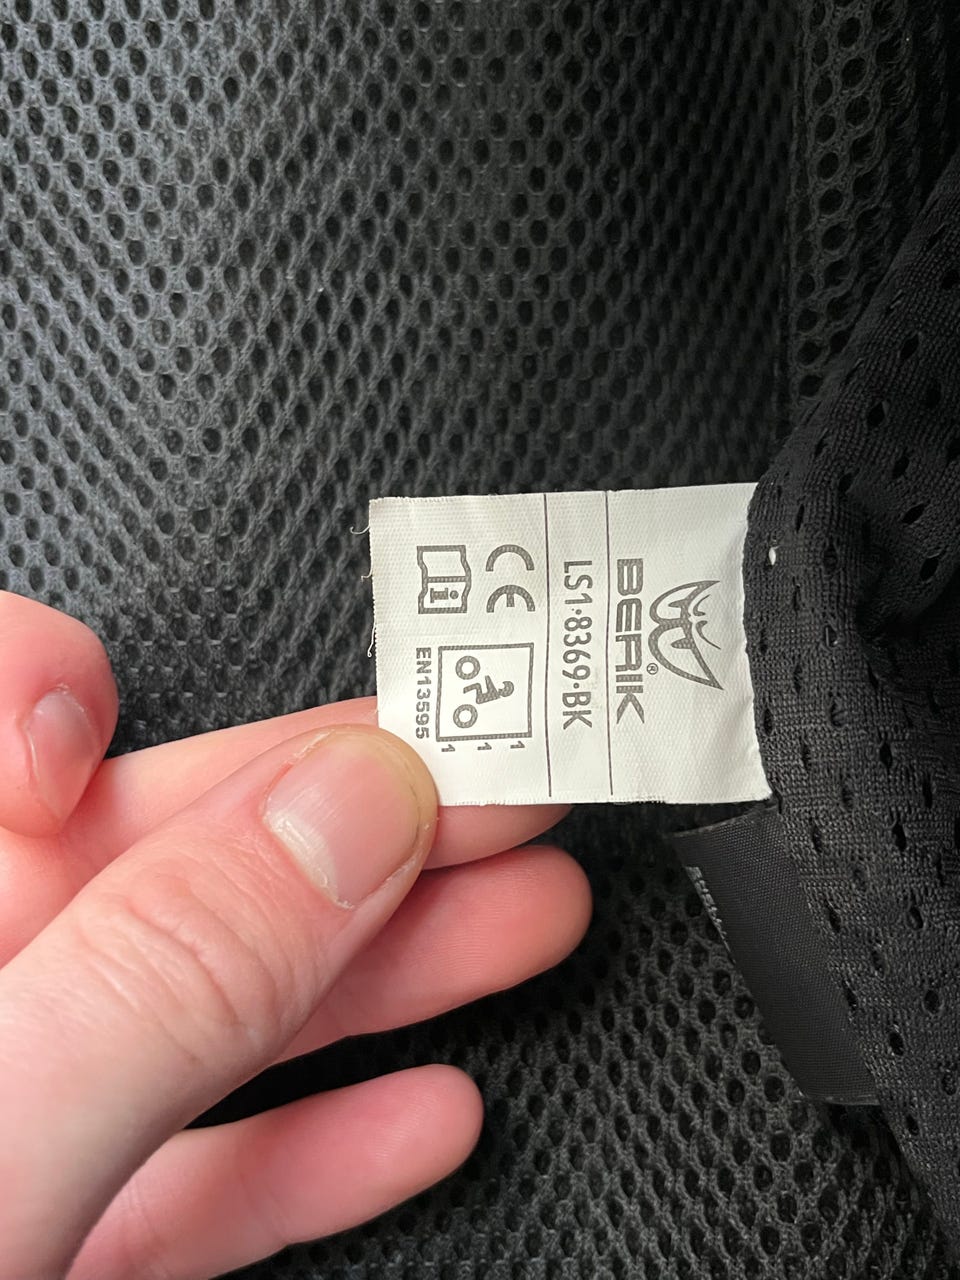 BERIK®
LS1-8369-BK
CE
i
1
1
1
EN13595